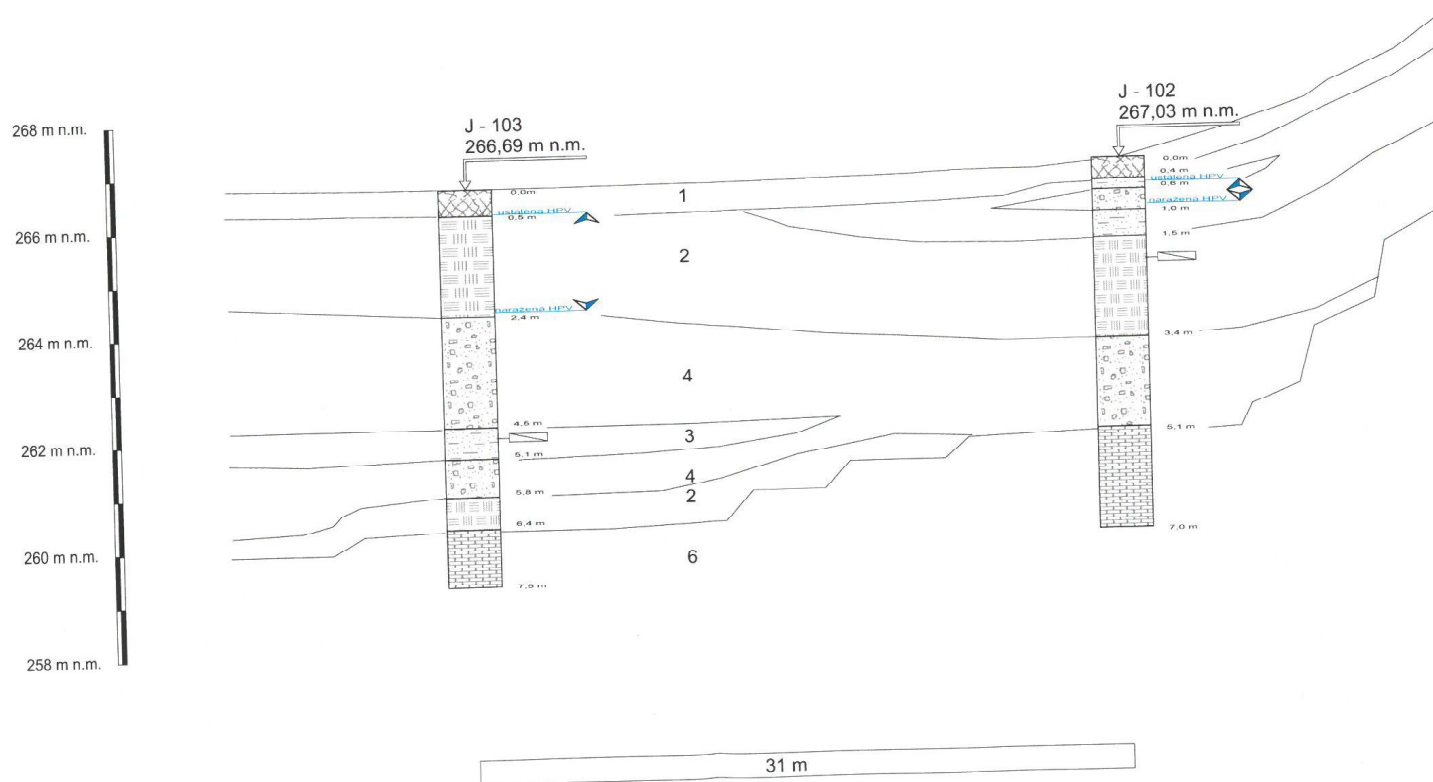 J - 102
267,03 m n.m.
268 m n.m.
J - 103
266,69 m n.m.
0,0m
0,4 m
ustálená HPV
0,6 m
naražená HPV
1,0 m
1,5 m
0,0m
1
ustálená HPV
0,5 m
266 m n.m.
2
naražená HPV
2,4 m
3,4 m
264 m n.m.
4
4,5 m
3
5,1 m
5,1 m
262 m n.m.
4
5,8 m
2
6,4 m
7,0 m
260 m n.m.
6
258 m n.m.
31 m